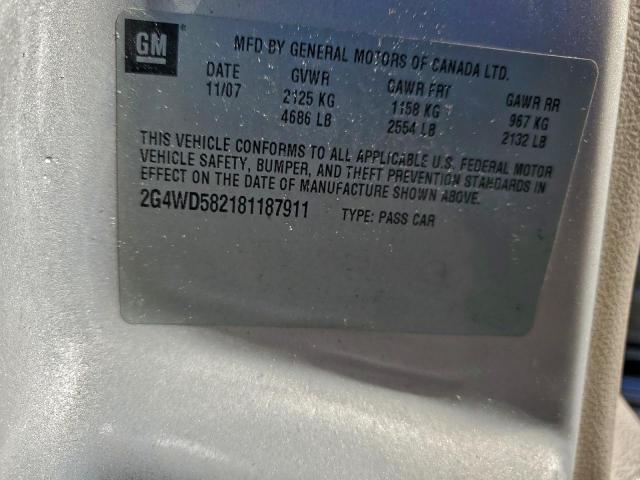 GM
MFD BY GENERAL MOTORS OF CANADA LTD.
DATE GVWR GAWR FRT GAWR RR
11/07 2125 KG 1158 KG 967 KG
4686 LB 2554 LB 2132 LB
THIS VEHICLE CONFORMS TO ALL APPLICABLE U.S. FEDERAL MOTOR
VEHICLE SAFETY, BUMPER, AND THEFT PREVENTION STANDARDS IN
EFFECT ON THE DATE OF MANUFACTURE SHOWN ABOVE.
2G4WD582181187911 TYPE: PASS CAR